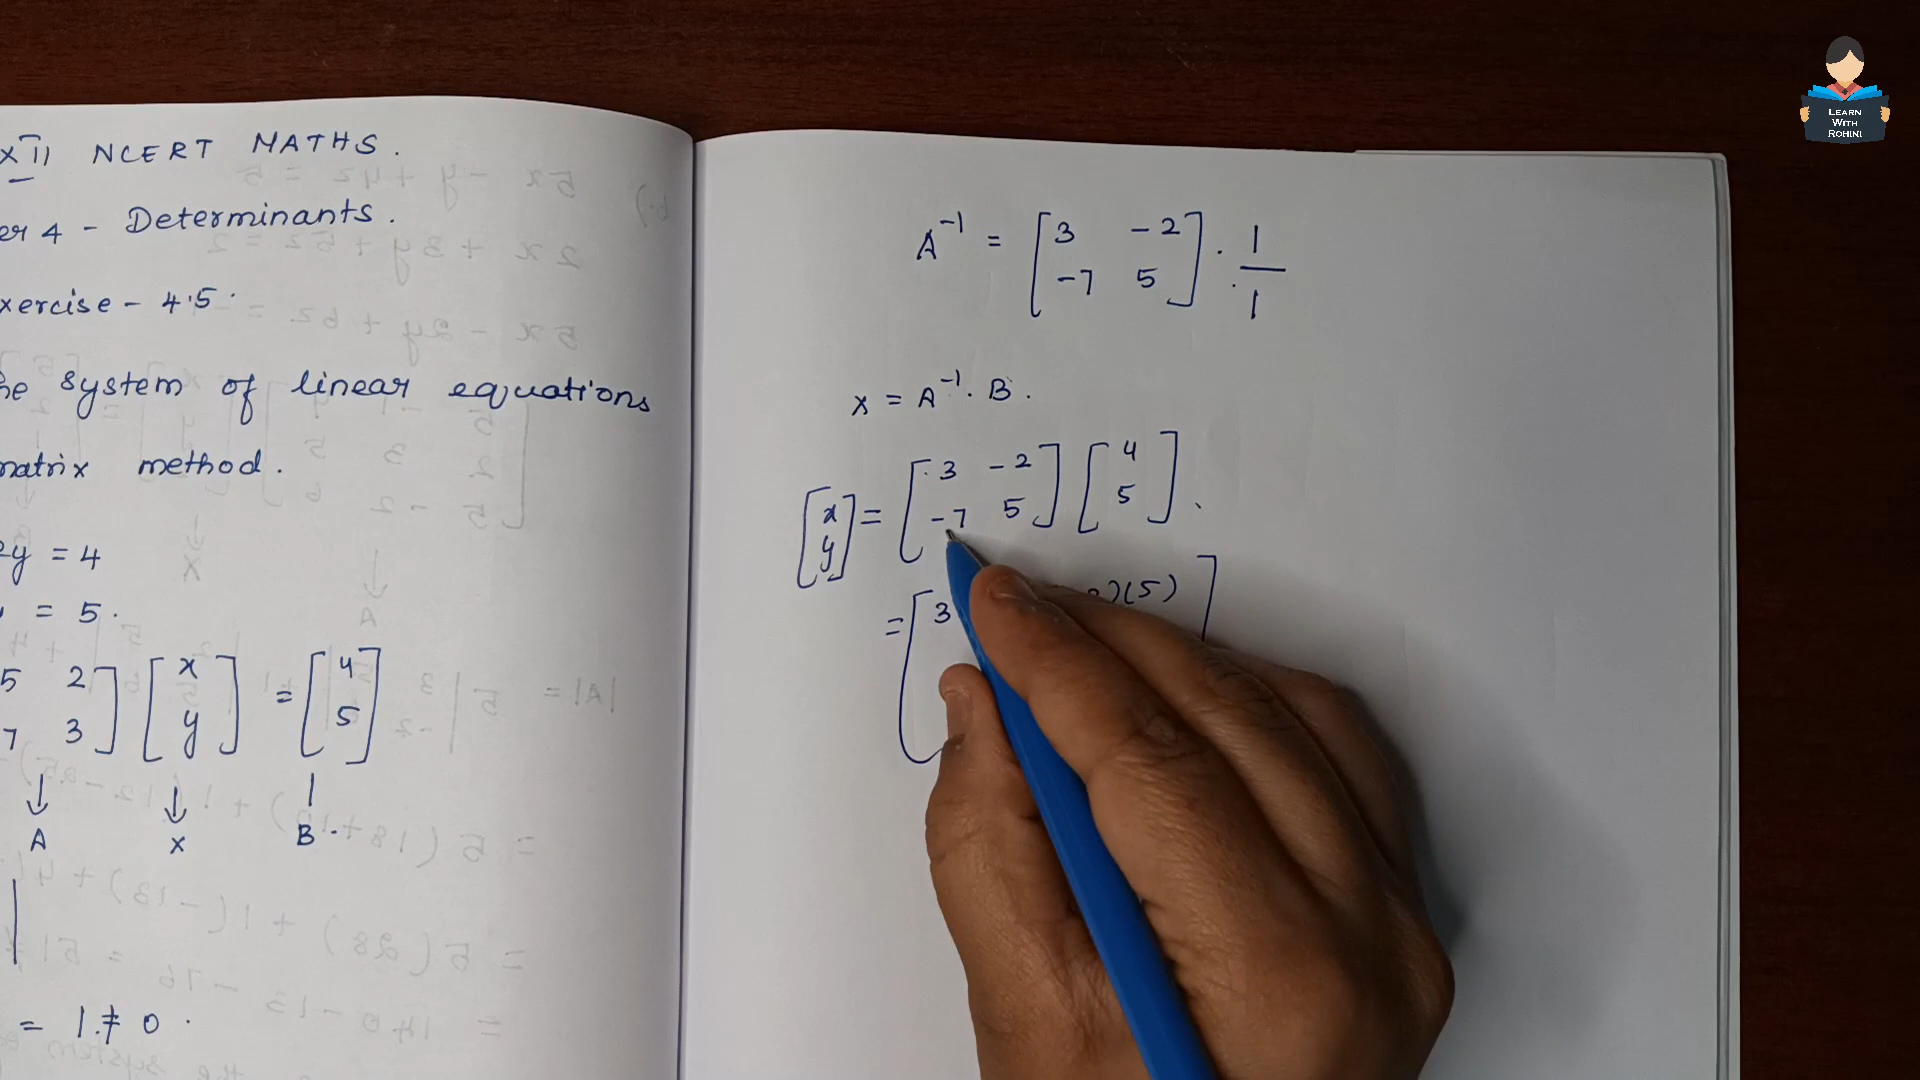 XII NCERT MATHS.
er 4 - Determinants.
xercise - 4.5.
he system of linear equations
matrix method.
y = 4
= 5.
5 2 x = 4
7 3 y 5
A x B.
= 1 ≠ 0.
A⁻¹ = [3 -2] . 1
[-7 5] 1
x = A⁻¹ . B.
[x] = [3 -2] [4]
[y] [-7 5] [5]
= [3 )(5) ]
LEARN
WITH
ROHINI